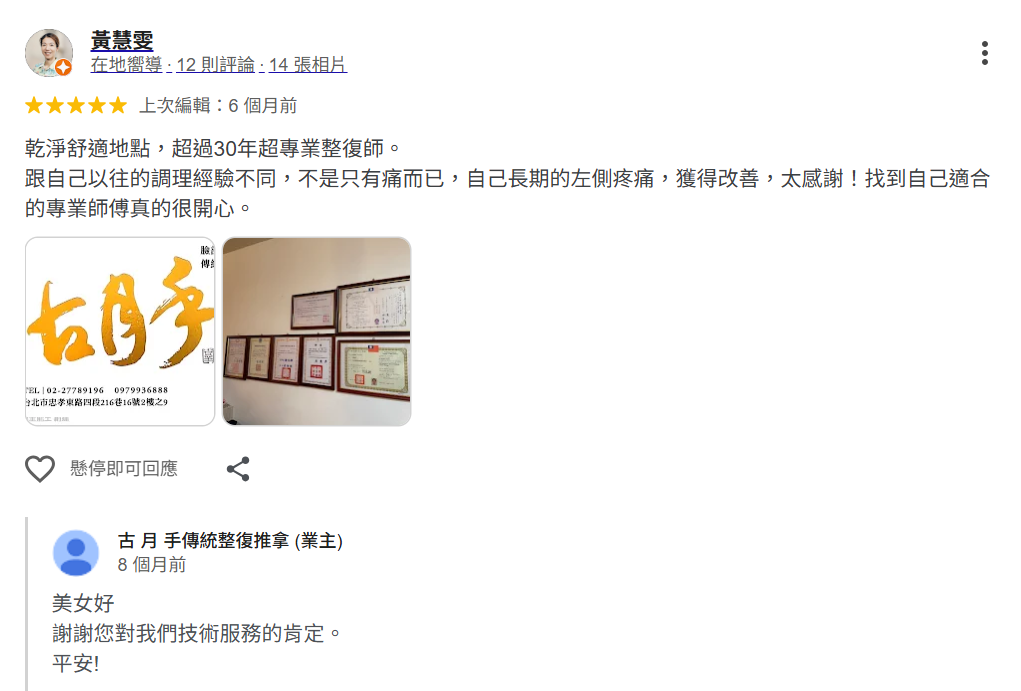 黃慧雯
在地嚮導 · 12 則評論 · 14 張相片
上次編輯：6 個月前
乾淨舒適地點，超過30年超專業整復師。
跟自己以往的調理經驗不同，不是只有痛而已，自己長期的左側疼痛，獲得改善，太感謝！找到自己適合
的專業師傅真的很開心。
古月手
TEL | 02-27789196 0979936888
台北市忠孝東路四段216巷16號2樓之9
懸停即可回應
古 月 手傳統整復推拿 (業主)
8 個月前
美女好
謝謝您對我們技術服務的肯定。
平安!